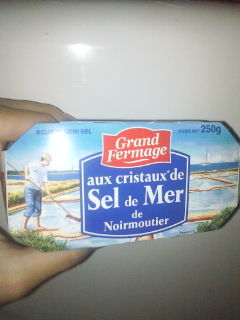 BEURRE DEMI SEL
POIDS NET 250g
Grand
Fermage
aux cristaux de
Sel de Mer
de
Noirmoutier